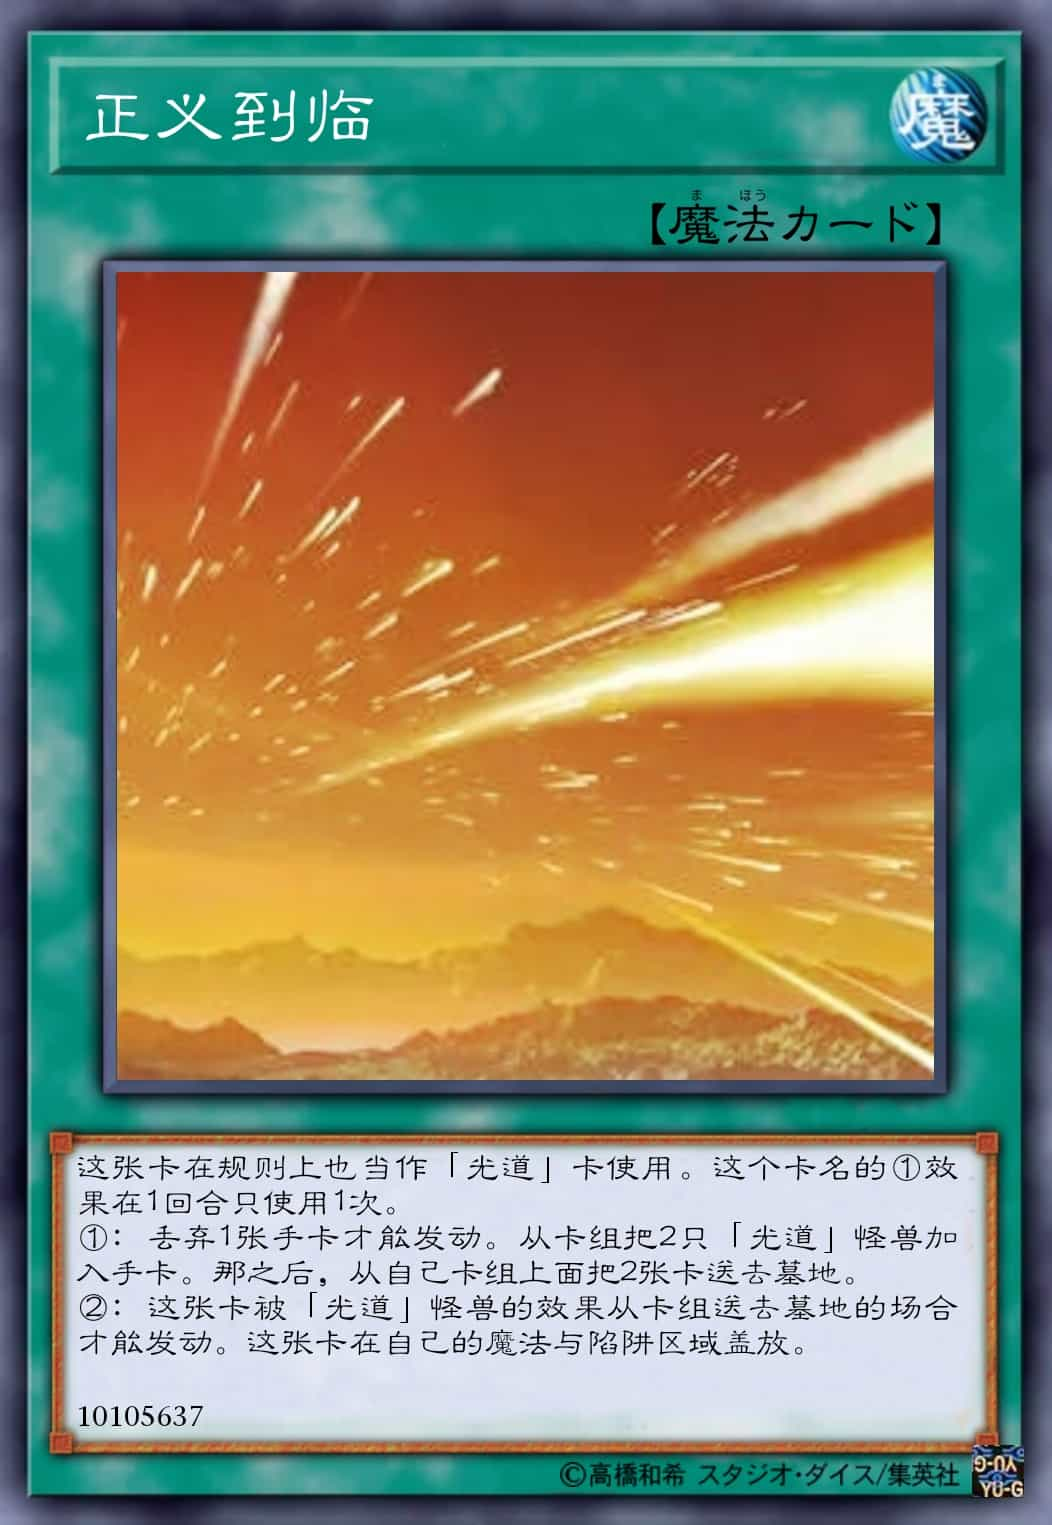 正义到临
魔
ま ほう
【魔法カード】
这张卡在规则上也当作「光道」卡使用。这个卡名的①效
果在1回合只使用1次。
①：丢弃1张手卡才能发动。从卡组把2只「光道」怪兽加
入手卡。那之后，从自己卡组上面把2张卡送去墓地。
②：这张卡被「光道」怪兽的效果从卡组送去墓地的场合
才能发动。这张卡在自己的魔法与陷阱区域盖放。
10105637
©高橋和希 スタジオ·ダイス/集英社
YU-G
YU-G